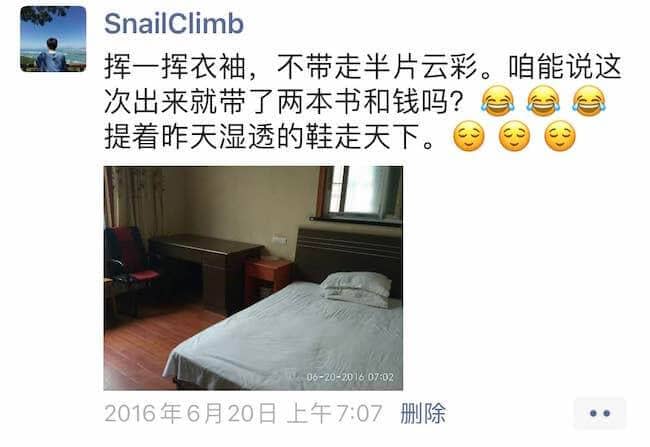 SnailClimb
挥一挥衣袖，不带走半片云彩。咱能说这
次出来就带了两本书和钱吗？😂😂😂
提着昨天湿透的鞋走天下。😌😌😌
06-20-2016 07:02
2016年6月20日 上午7:07 删除